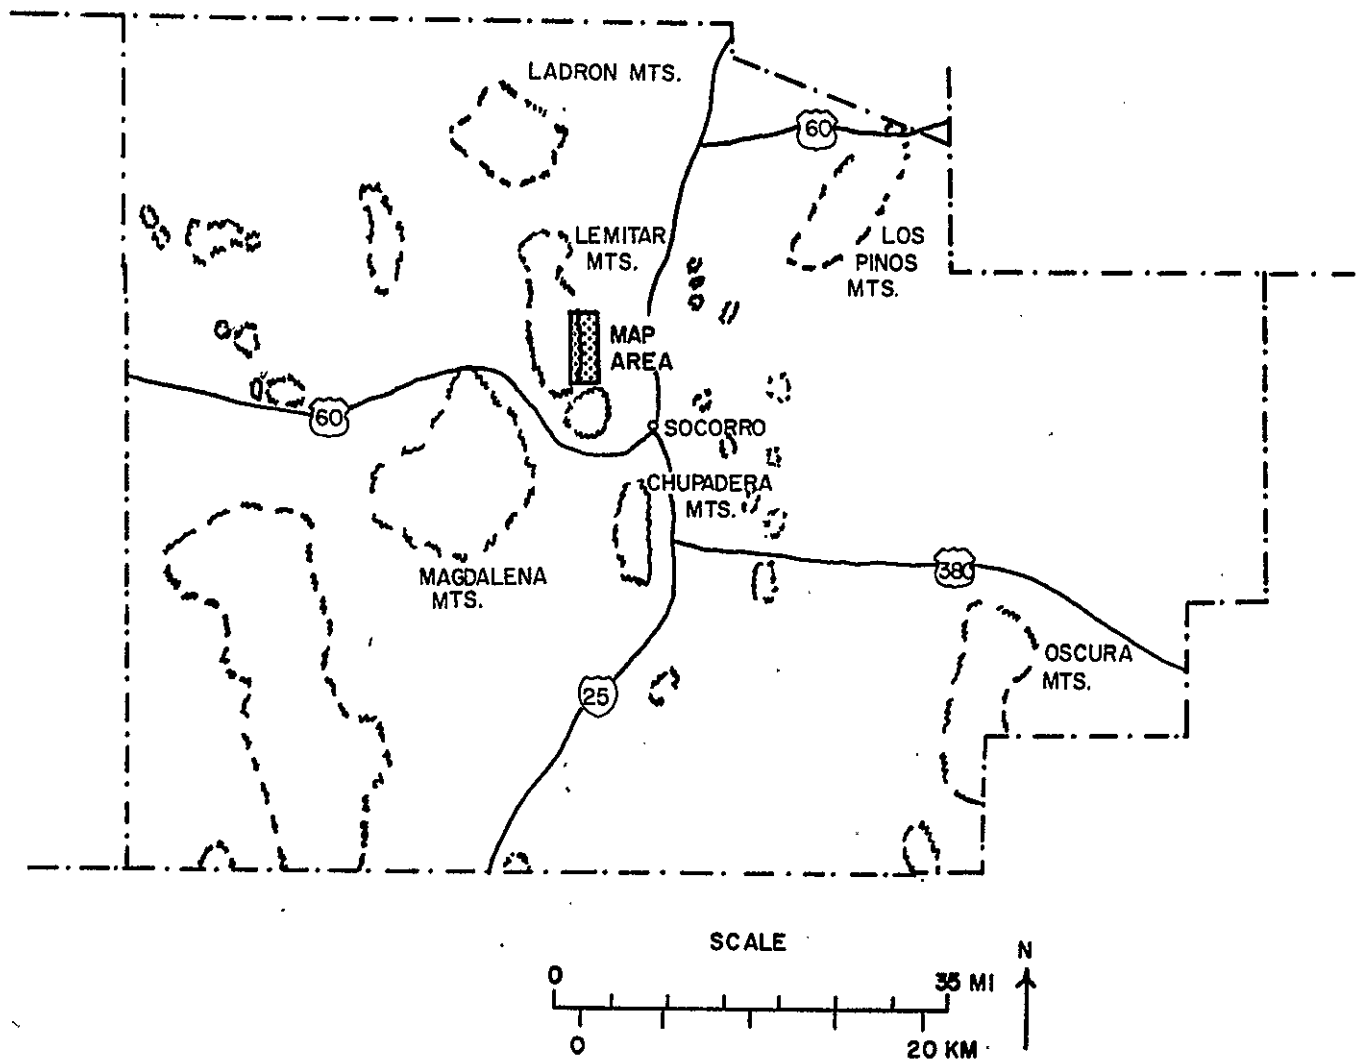 LADRON MTS.
60
LEMITAR
MTS.
LOS
PINOS
MTS.
MAP
AREA
60
SOCORRO
CHUPADERA
MTS.
MAGDALENA
MTS.
380
OSCURA
MTS.
25
SCALE
N
0
35 MI
0
20 KM